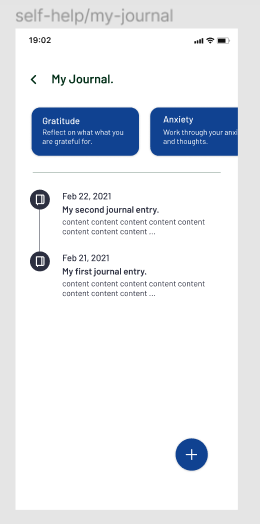 self-help/my-journal
19:02
My Journal.
Gratitude
Reflect on what what you
are grateful for.
Anxiety
Work through your anxi
and thoughts.
Feb 22, 2021
My second journal entry.
content content content content content
content content content ...
Feb 21, 2021
My first journal entry.
content content content content content
content content content ...